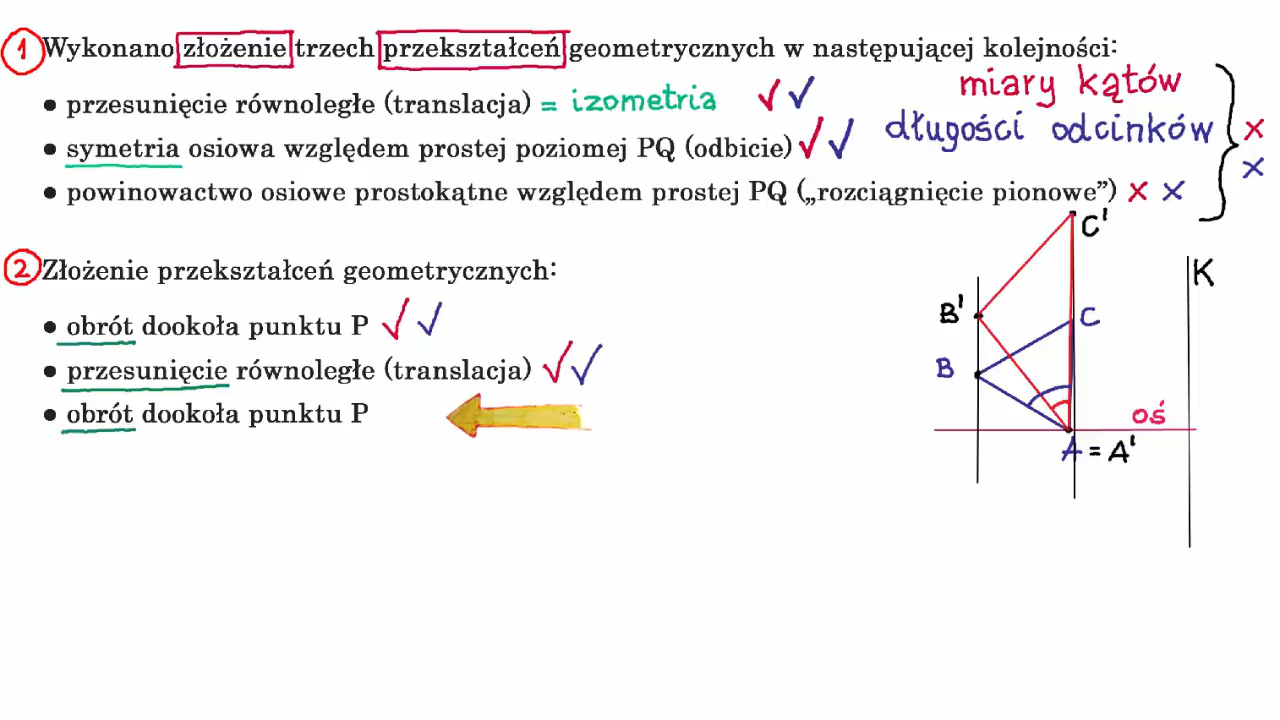 1 Wykonano złożenie trzech przekształceń geometrycznych w następującej kolejności:
• przesunięcie równoległe (translacja) = izometria ✓ ✓
miary kątów
długości odcinków
• symetria osiowa względem prostej poziomej PQ (odbicie) ✓ ✓
× ×
• powinowactwo osiowe prostokątne względem prostej PQ („rozciągnięcie pionowe”) × ×
2 Złożenie przekształceń geometrycznych:
• obrót dookoła punktu P ✓ ✓
• przesunięcie równoległe (translacja) ✓ ✓
• obrót dookoła punktu P
C'
K
B'
C
B
oś
A = A'